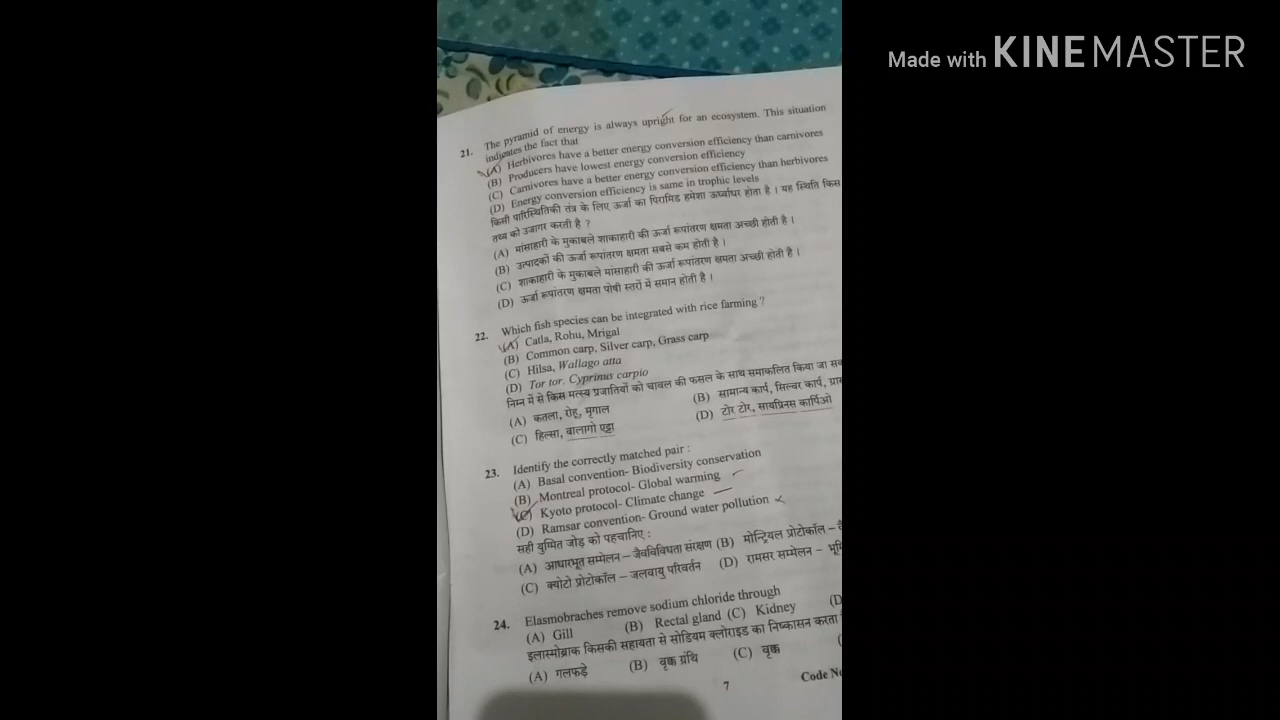 Made with KINEMASTER
21. The pyramid of energy is always upright for an ecosystem. This situation
indicates the fact that
(A) Herbivores have a better energy conversion efficiency than carnivores
(B) Producers have lowest energy conversion efficiency
(C) Carnivores have a better energy conversion efficiency than herbivores
(D) Energy conversion efficiency is same in trophic levels
किसी पारिस्थितिकी तंत्र के लिए ऊर्जा का पिरामिड हमेशा ऊर्ध्वाधर होता है । यह स्थिति किस
तथ्य को उजागर करती है ?
(A) मांसाहारी के मुकाबले शाकाहारी की ऊर्जा रूपांतरण क्षमता अच्छी होती है ।
(B) उत्पादकों की ऊर्जा रूपांतरण क्षमता सबसे कम होती है ।
(C) शाकाहारी के मुकाबले मांसाहारी की ऊर्जा रूपांतरण क्षमता अच्छी होती है ।
(D) ऊर्जा रूपांतरण क्षमता पोषी स्तरों में समान होती है ।
22. Which fish species can be integrated with rice farming ?
(A) Catla, Rohu, Mrigal
(B) Common carp, Silver carp, Grass carp
(C) Hilsa, Wallago atta
(D) Tor tor, Cyprinus carpio
निम्न में से किस मत्स्य प्रजातियों को चावल की फसल के साथ समाकलित किया जा
(A) कतला, रोहू, मृगाल (B) सामान्य कार्प, सिल्वर कार्प,
(C) हिल्सा, वालागो एट्टा (D) टोर टोर, सायप्रिनस कार्पिओ
23. Identify the correctly matched pair :
(A) Basal convention- Biodiversity conservation
(B) Montreal protocol- Global warming
(C) Kyoto protocol- Climate change
(D) Ramsar convention- Ground water pollution
सही युग्मित जोड़ को पहचानिए :
(A) आधारभूत सम्मेलन – जैवविविधता संरक्षण (B) मोन्ट्रियल प्रोटोकॉल –
(C) क्योटो प्रोटोकॉल – जलवायु परिवर्तन (D) रामसर सम्मेलन –
24. Elasmobraches remove sodium chloride through
(A) Gill (B) Rectal gland (C) Kidney (D
इलास्मोब्राक किसकी सहायता से सोडियम क्लोराइड का निष्कासन करता
(A) गलफड़े (B) वृक्क ग्रंथि (C) वृक्क
7 Code